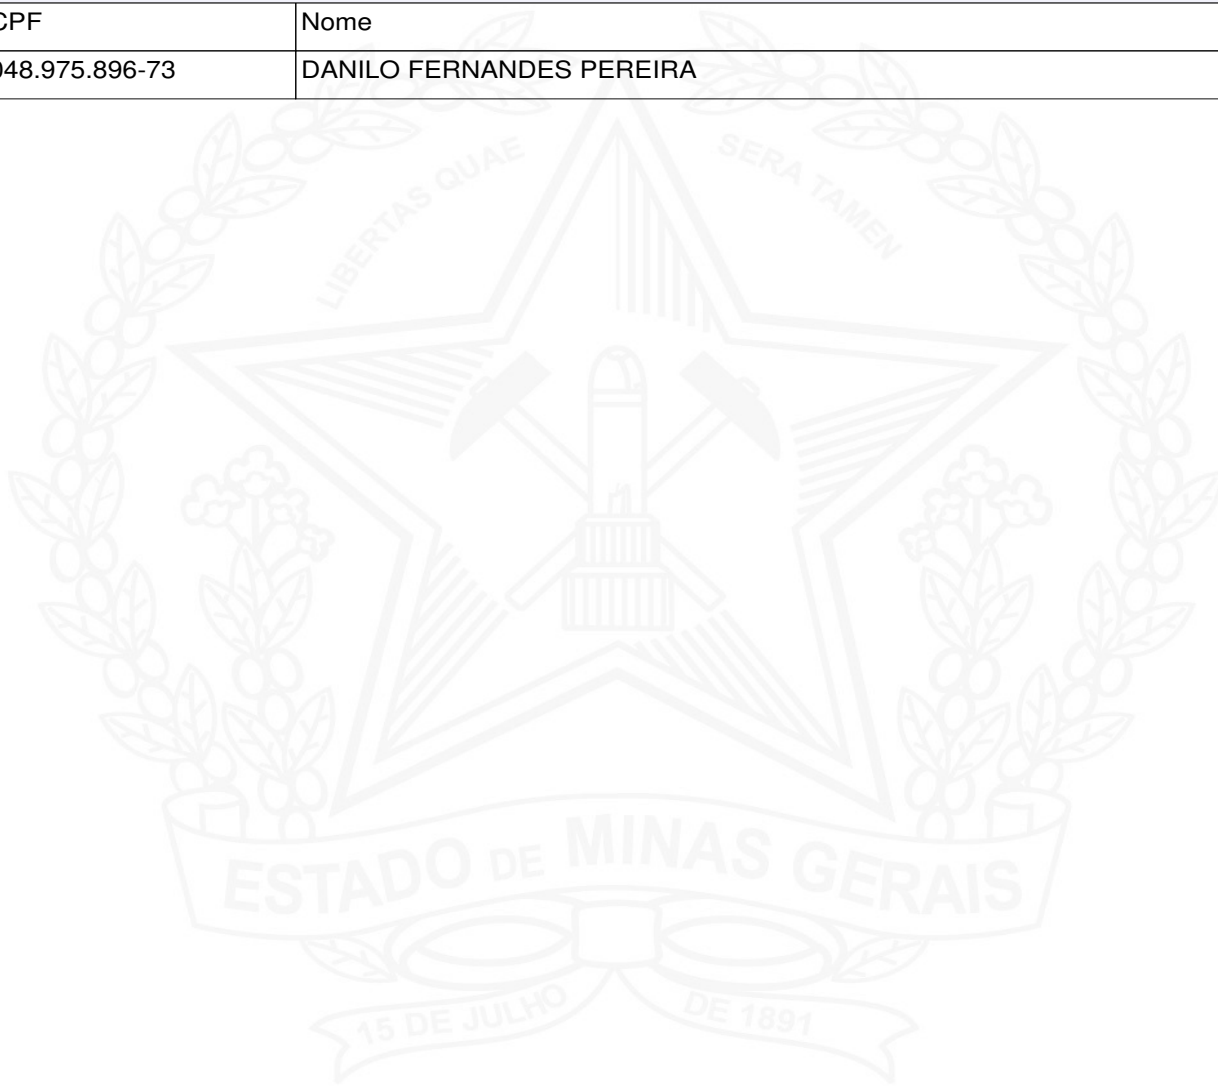 CPF Nome
048.975.896-73 DANILO FERNANDES PEREIRA
LIBERTAS QUAE SERA TAMEN
ESTADO DE MINAS GERAIS
15 DE JULHO DE 1891